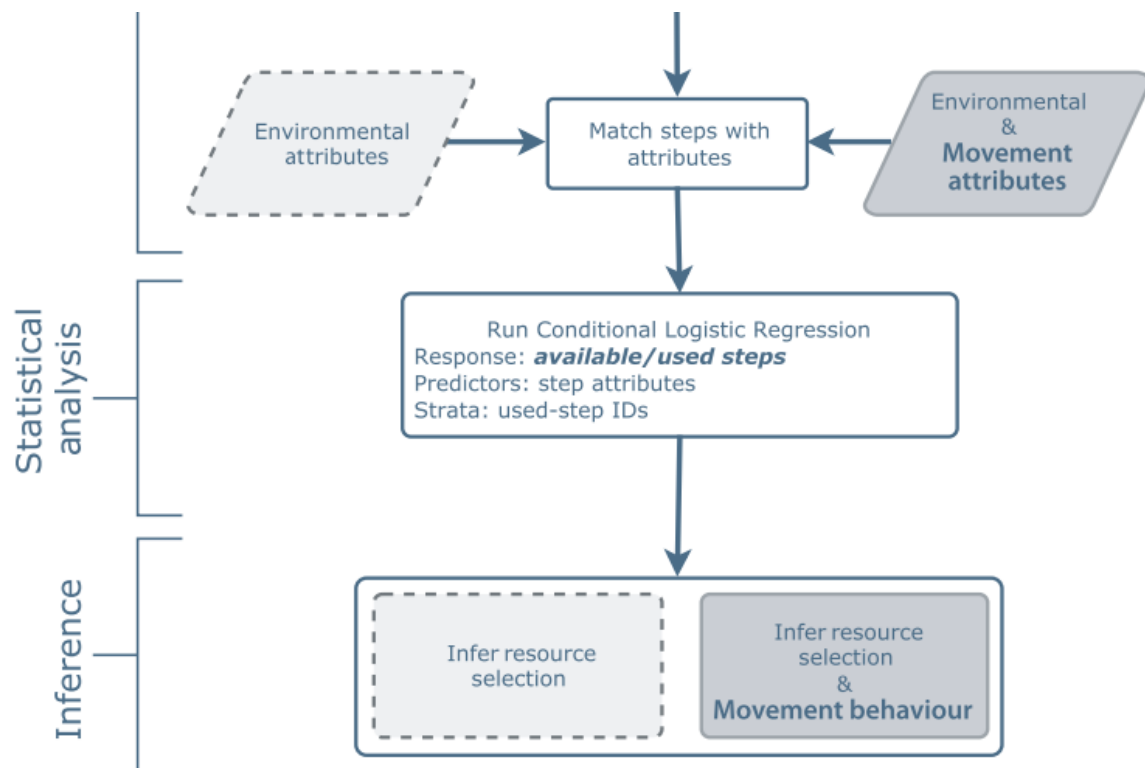 Environmental
attributes
Match steps with
attributes
Environmental
&
Movement
attributes
Statistical
analysis
Run Conditional Logistic Regression
Response: available/used steps
Predictors: step attributes
Strata: used-step IDs
Inference
Infer resource
selection
Infer resource
selection
&
Movement behaviour